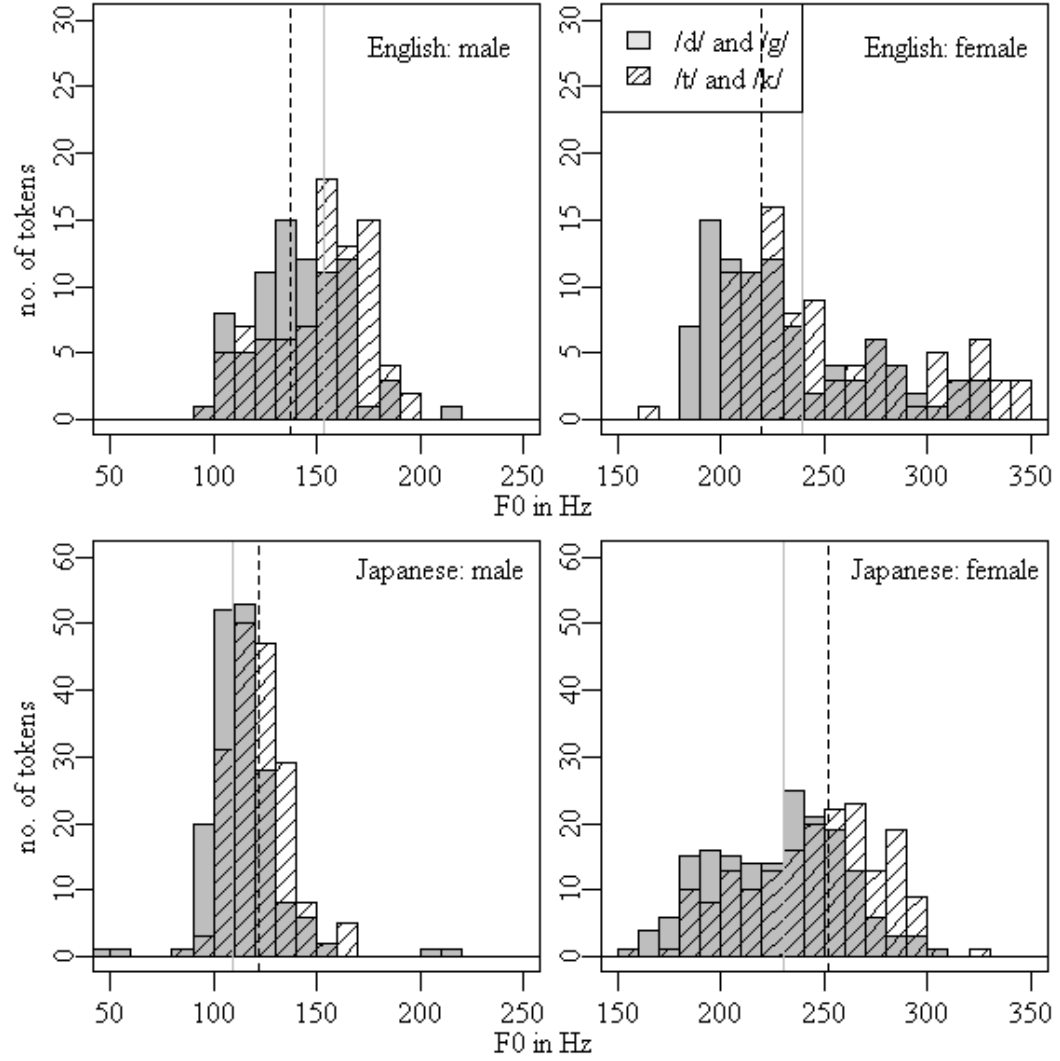 English: male
no. of tokens
0 5 10 15 20 25 30
50 100 150 200 250
F0 in Hz
/d/ and /g/
/t/ and /k/
English: female
0 5 10 15 20 25 30
150 200 250 300 350
Japanese: male
no. of tokens
0 10 20 30 40 50 60
50 100 150 200 250
F0 in Hz
Japanese: female
0 10 20 30 40 50 60
150 200 250 300 350